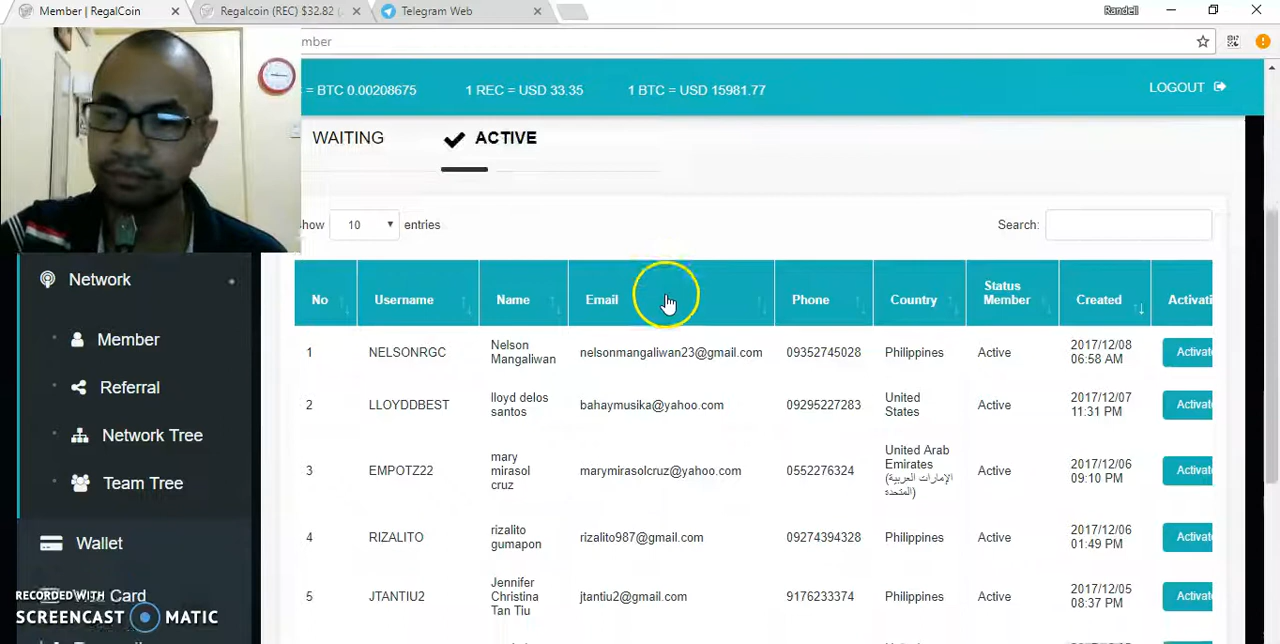 Member | RegalCoin
Regalcoin (REC) $32.82
Telegram Web
Randell
mber
= BTC 0.00208675 1 REC = USD 33.35 1 BTC = USD 15981.77
LOGOUT
WAITING ACTIVE
how 10 entries
Search:
No Username Name Email Phone Country Status Member Created Activati
1 NELSONRGC Nelson Mangaliwan nelsonmangaliwan23@gmail.com 09352745028 Philippines Active 2017/12/08 06:58 AM Activate
2 LLOYDDBEST lloyd delos santos bahaymusika@yahoo.com 09295227283 United States Active 2017/12/07 11:31 PM Activate
3 EMPOTZ22 mary mirasol cruz marymirasolcruz@yahoo.com 0552276324 United Arab Emirates (الإمارات العربية المتحدة) Active 2017/12/06 09:10 PM Activate
4 RIZALITO rizalito gumapon rizalito987@gmail.com 09274394328 Philippines Active 2017/12/06 01:49 PM Activate
5 JTANTIU2 Jennifer Christina Tan Tiu jtantiu2@gmail.com 9176233374 Philippines Active 2017/12/05 08:37 PM Activate
Network
Member
Referral
Network Tree
Team Tree
Wallet
Card
RECORDED WITH
SCREENCAST MATIC